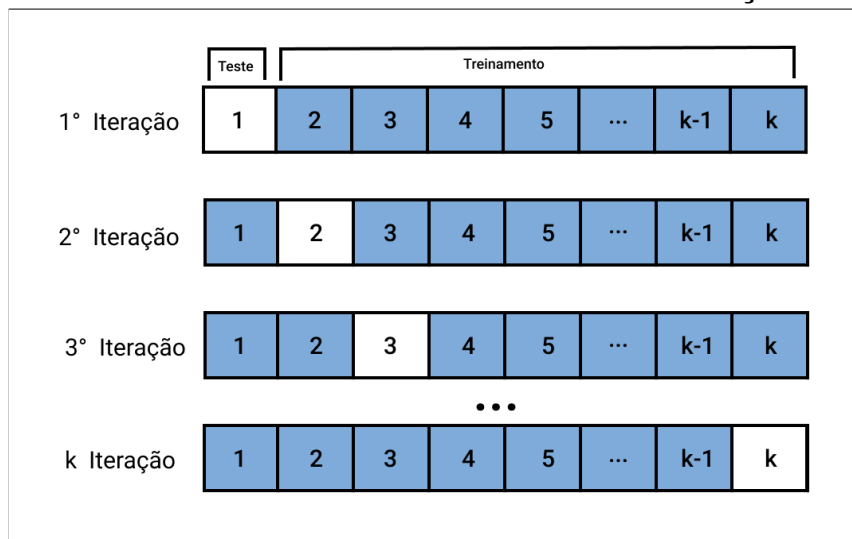 Teste Treinamento
1° Iteração 1 2 3 4 5 ... k-1 k
2° Iteração 1 2 3 4 5 ... k-1 k
3° Iteração 1 2 3 4 5 ... k-1 k
...
k Iteração 1 2 3 4 5 ... k-1 k